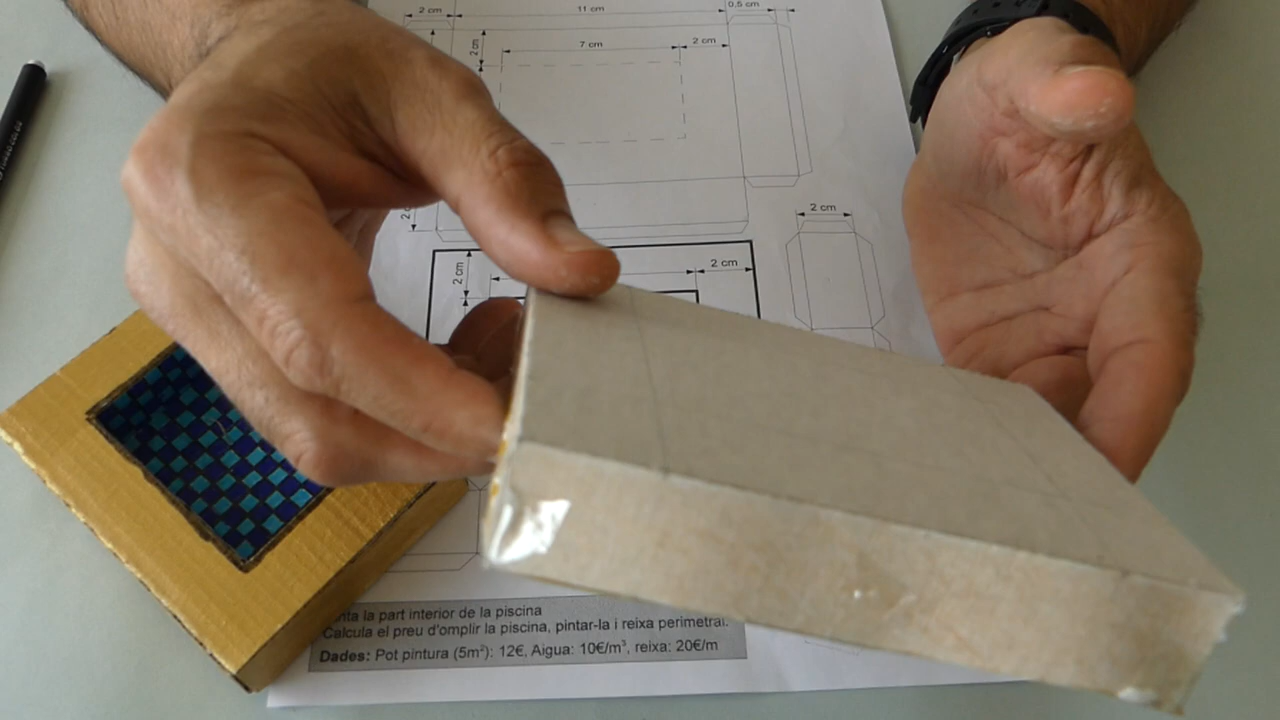 2 cm
11 cm
0,5 cm
2 cm
7 cm
2 cm
2 cm
2 cm
2 cm
2 cm
la part interior de la piscina
Calcula el preu d'omplir la piscina, pintar-la i reixa perimetral.
Dades: Pot pintura (5m²): 12€, Aigua: 10€/m³, reixa: 20€/m